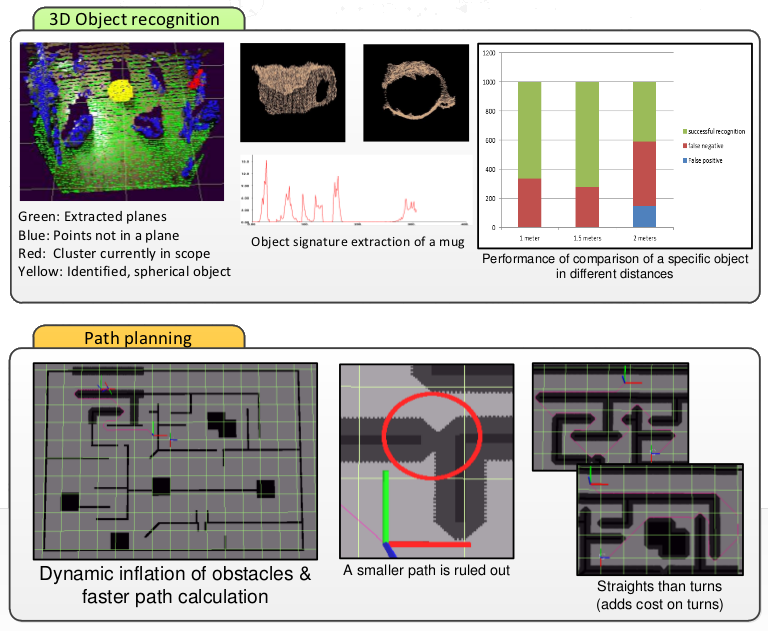 3D Object recognition
Green: Extracted planes
Blue: Points not in a plane
Red: Cluster currently in scope
Yellow: Identified, spherical object
Object signature extraction of a mug
1200
1000
800
600
400
200
0
1 meter
1.5 meters
2 meters
successful recognition
false negative
False positive
Performance of comparison of a specific object
in different distances
Path planning
Dynamic inflation of obstacles &
faster path calculation
A smaller path is ruled out
Straights than turns
(adds cost on turns)